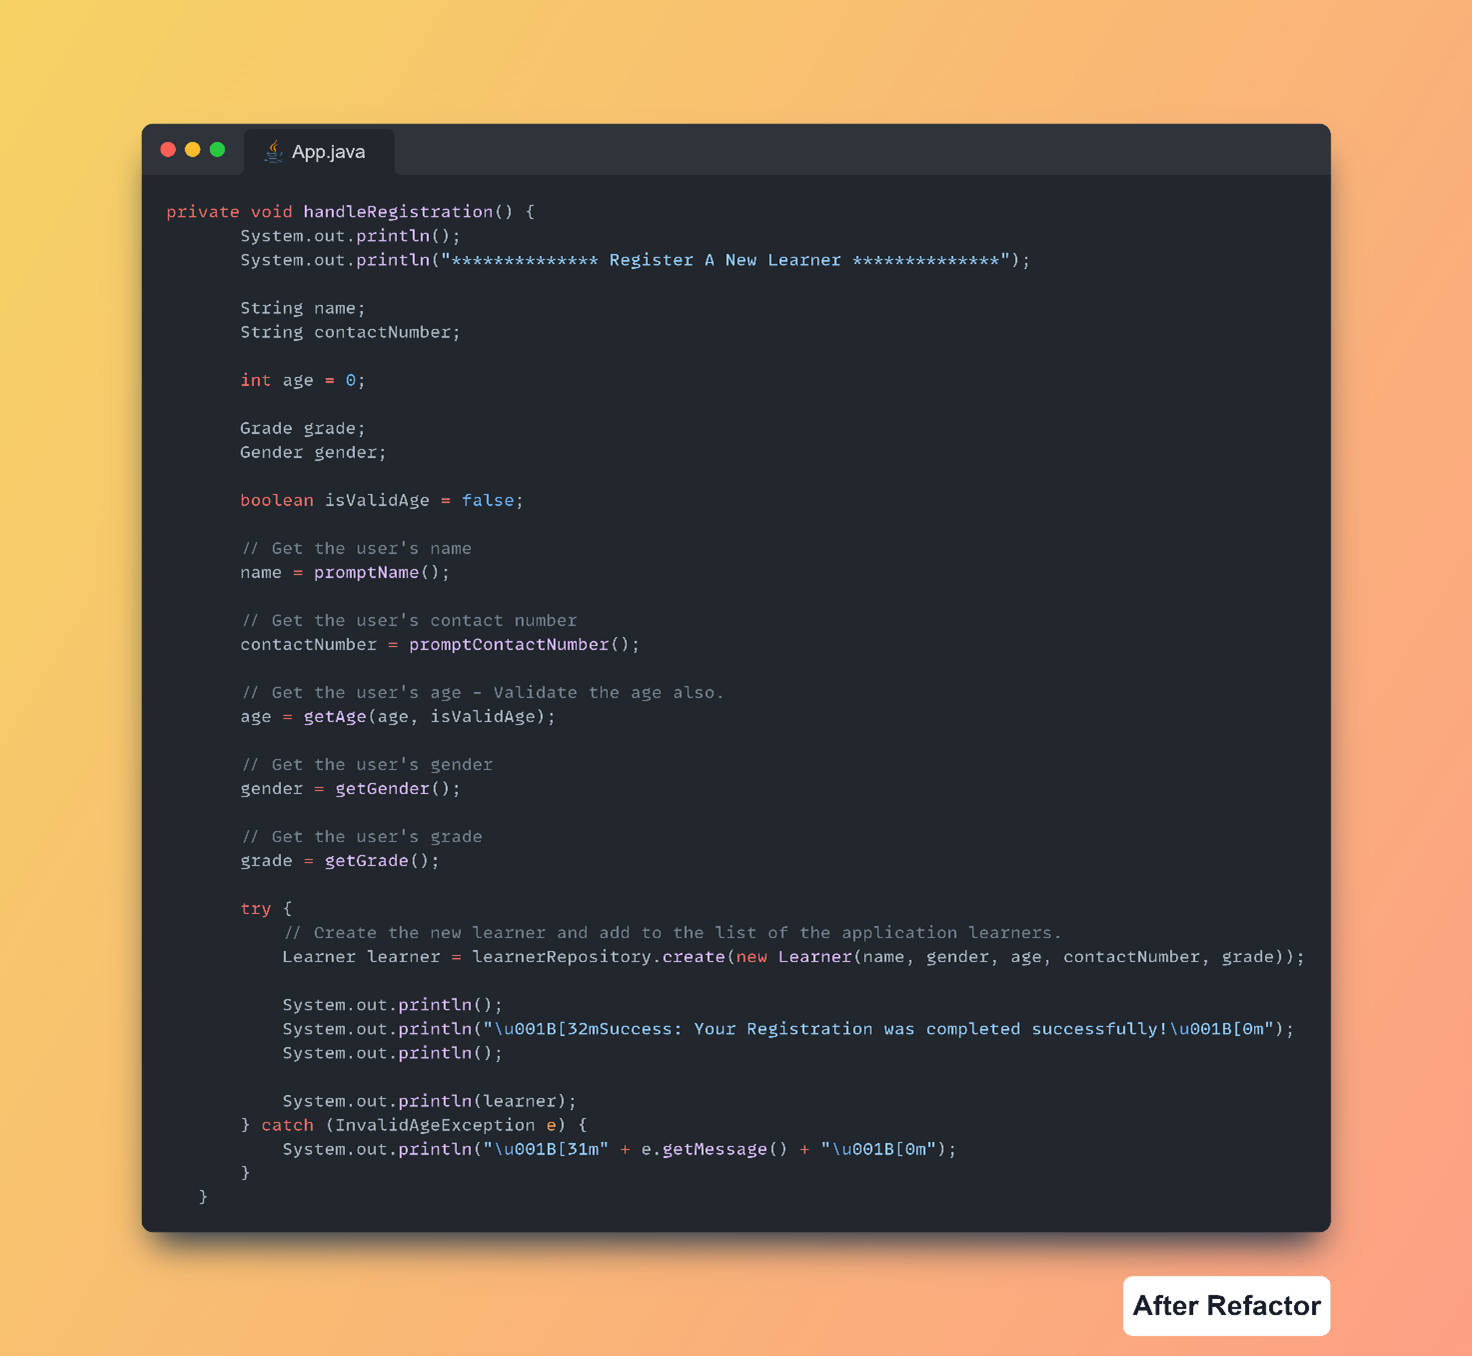 App.java
private void handleRegistration() {
System.out.println();
System.out.println("************** Register A New Learner **************");
String name;
String contactNumber;
int age = 0;
Grade grade;
Gender gender;
boolean isValidAge = false;
// Get the user's name
name = promptName();
// Get the user's contact number
contactNumber = promptContactNumber();
// Get the user's age - Validate the age also.
age = getAge(age, isValidAge);
// Get the user's gender
gender = getGender();
// Get the user's grade
grade = getGrade();
try {
// Create the new learner and add to the list of the application learners.
Learner learner = learnerRepository.create(new Learner(name, gender, age, contactNumber, grade));
System.out.println();
System.out.println("\u001B[32mSuccess: Your Registration was completed successfully!\u001B[0m");
System.out.println();
System.out.println(learner);
} catch (InvalidAgeException e) {
System.out.println("\u001B[31m" + e.getMessage() + "\u001B[0m");
}
}
After Refactor